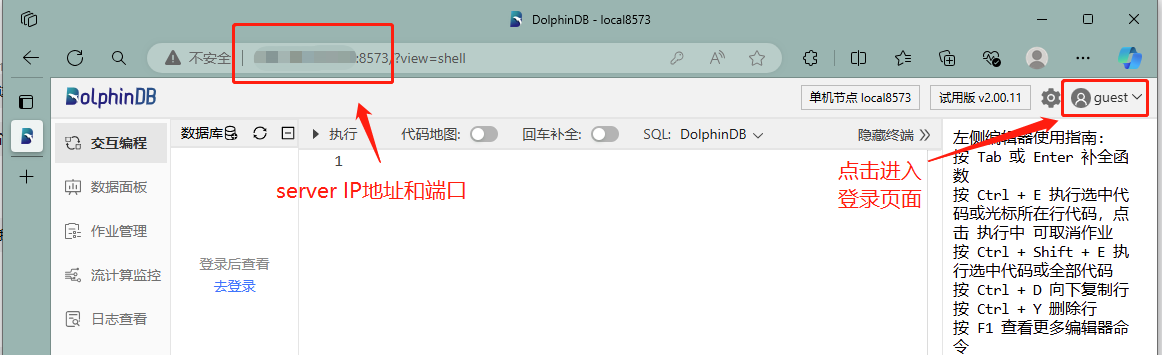 DolphinDB - local8573
不安全 :8573/?view=shell
DolphinDB
单机节点 local8573
试用版 v2.00.11
guest
交互编程
数据面板
作业管理
流计算监控
日志查看
数据库
登录后查看
去登录
执行
代码地图:
回车补全:
SQL: DolphinDB
隐藏终端
1
server IP地址和端口
点击进入
登录页面
左侧编辑器使用指南:
按 Tab 或 Enter 补全函
数
按 Ctrl + E 执行选中代
码或光标所在行代码, 点
击 执行中 可取消作业
按 Ctrl + Shift + E 执
行选中代码或全部代码
按 Ctrl + D 向下复制行
按 Ctrl + Y 删除行
按 F1 查看更多编辑器命
令